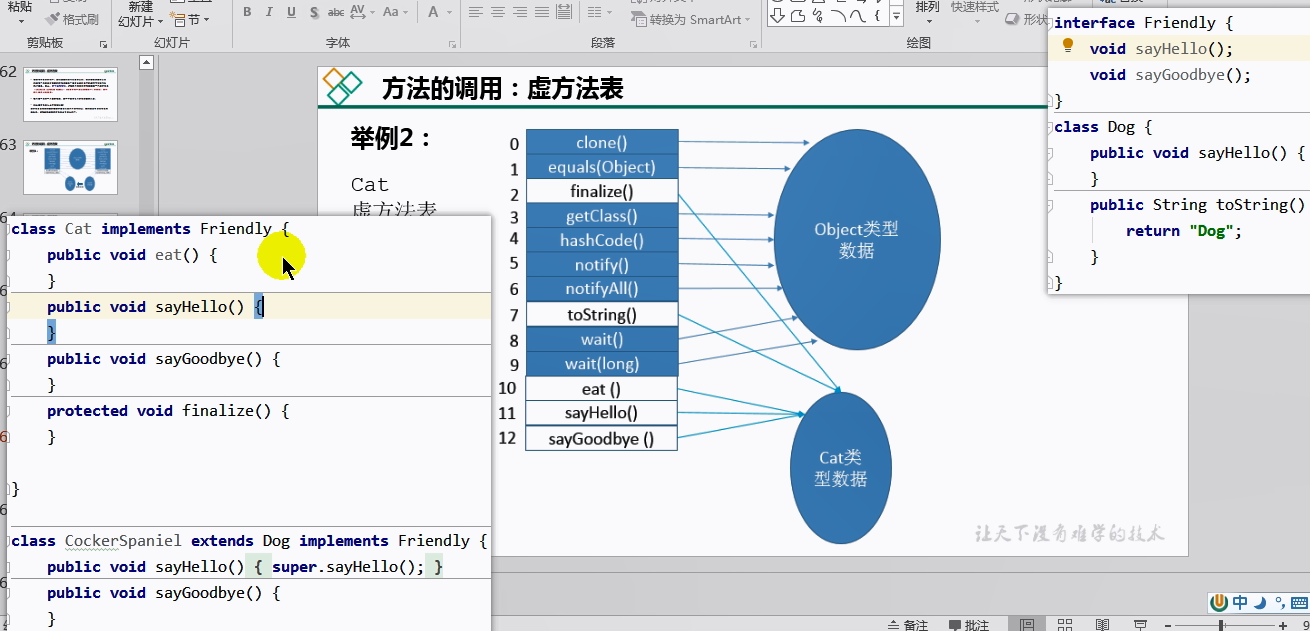 粘贴
格式刷
剪贴板
新建
幻灯片
节
幻灯片
B I U S abc AV Aa A
字体
转换为 SmartArt
段落
排列
快速样式
绘图
62
63
方法的调用：虚方法表
举例2：
Cat
虚方法表
0 clone()
1 equals(Object)
2 finalize()
3 getClass()
4 hashCode()
5 notify()
6 notifyAll()
7 toString()
8 wait()
9 wait(long)
10 eat ()
11 sayHello()
12 sayGoodbye ()
Object类型
数据
Cat类
型数据
让天下没有难学的技术
class Cat implements Friendly {
public void eat() {
}
public void sayHello() {
}
public void sayGoodbye() {
}
protected void finalize() {
}
}
class CockerSpaniel extends Dog implements Friendly {
public void sayHello() { super.sayHello(); }
public void sayGoodbye() {
}
interface Friendly {
void sayHello();
void sayGoodbye();
}
class Dog {
public void sayHello() {
}
public String toString()
return "Dog";
}
}
中
备注
批注